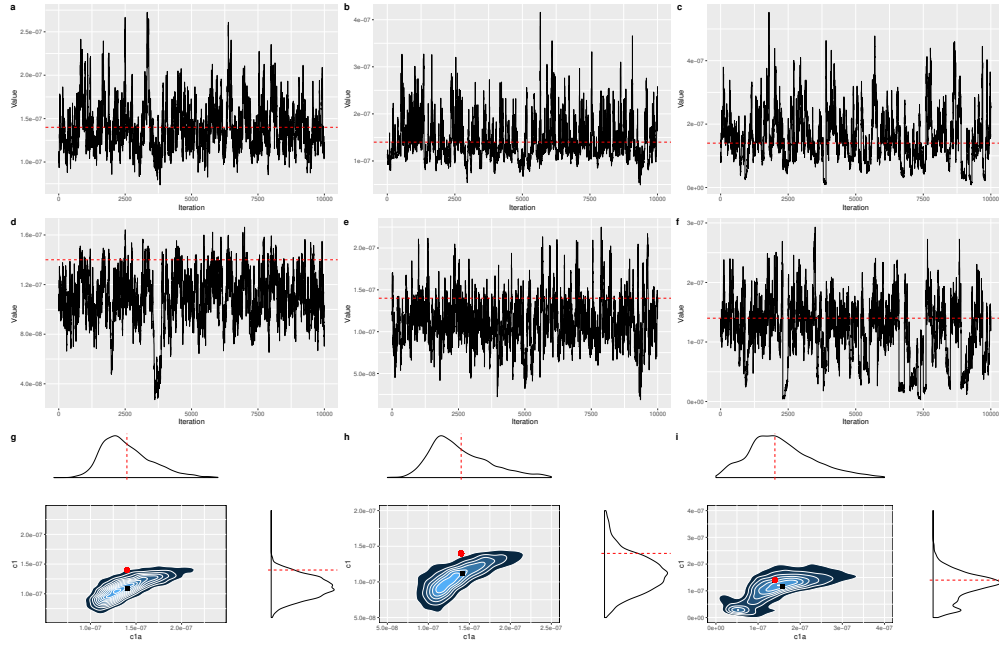 a
b
c
2.5e−07
2.0e−07
1.5e−07
1.0e−07
Value
0
2500
5000
7500
10000
Iteration
4e−07
3e−07
2e−07
1e−07
Value
0
2500
5000
7500
10000
Iteration
4e−07
2e−07
0e+00
Value
0
2500
5000
7500
10000
Iteration
d
e
f
1.6e−07
1.2e−07
8.0e−08
4.0e−08
Value
0
2500
5000
7500
10000
Iteration
2.0e−07
1.5e−07
1.0e−07
5.0e−08
Value
0
2500
5000
7500
10000
Iteration
3e−07
2e−07
1e−07
0e+00
Value
0
2500
5000
7500
10000
Iteration
g
h
i
2.0e−07
1.5e−07
1.0e−07
c1
1.0e−07
1.5e−07
2.0e−07
c1a
2.0e−07
1.5e−07
1.0e−07
5.0e−08
c1
5.0e−08
1.0e−07
1.5e−07
2.0e−07
2.5e−07
c1a
4e−07
3e−07
2e−07
1e−07
0e+00
c1
0e+00
1e−07
2e−07
3e−07
4e−07
c1a